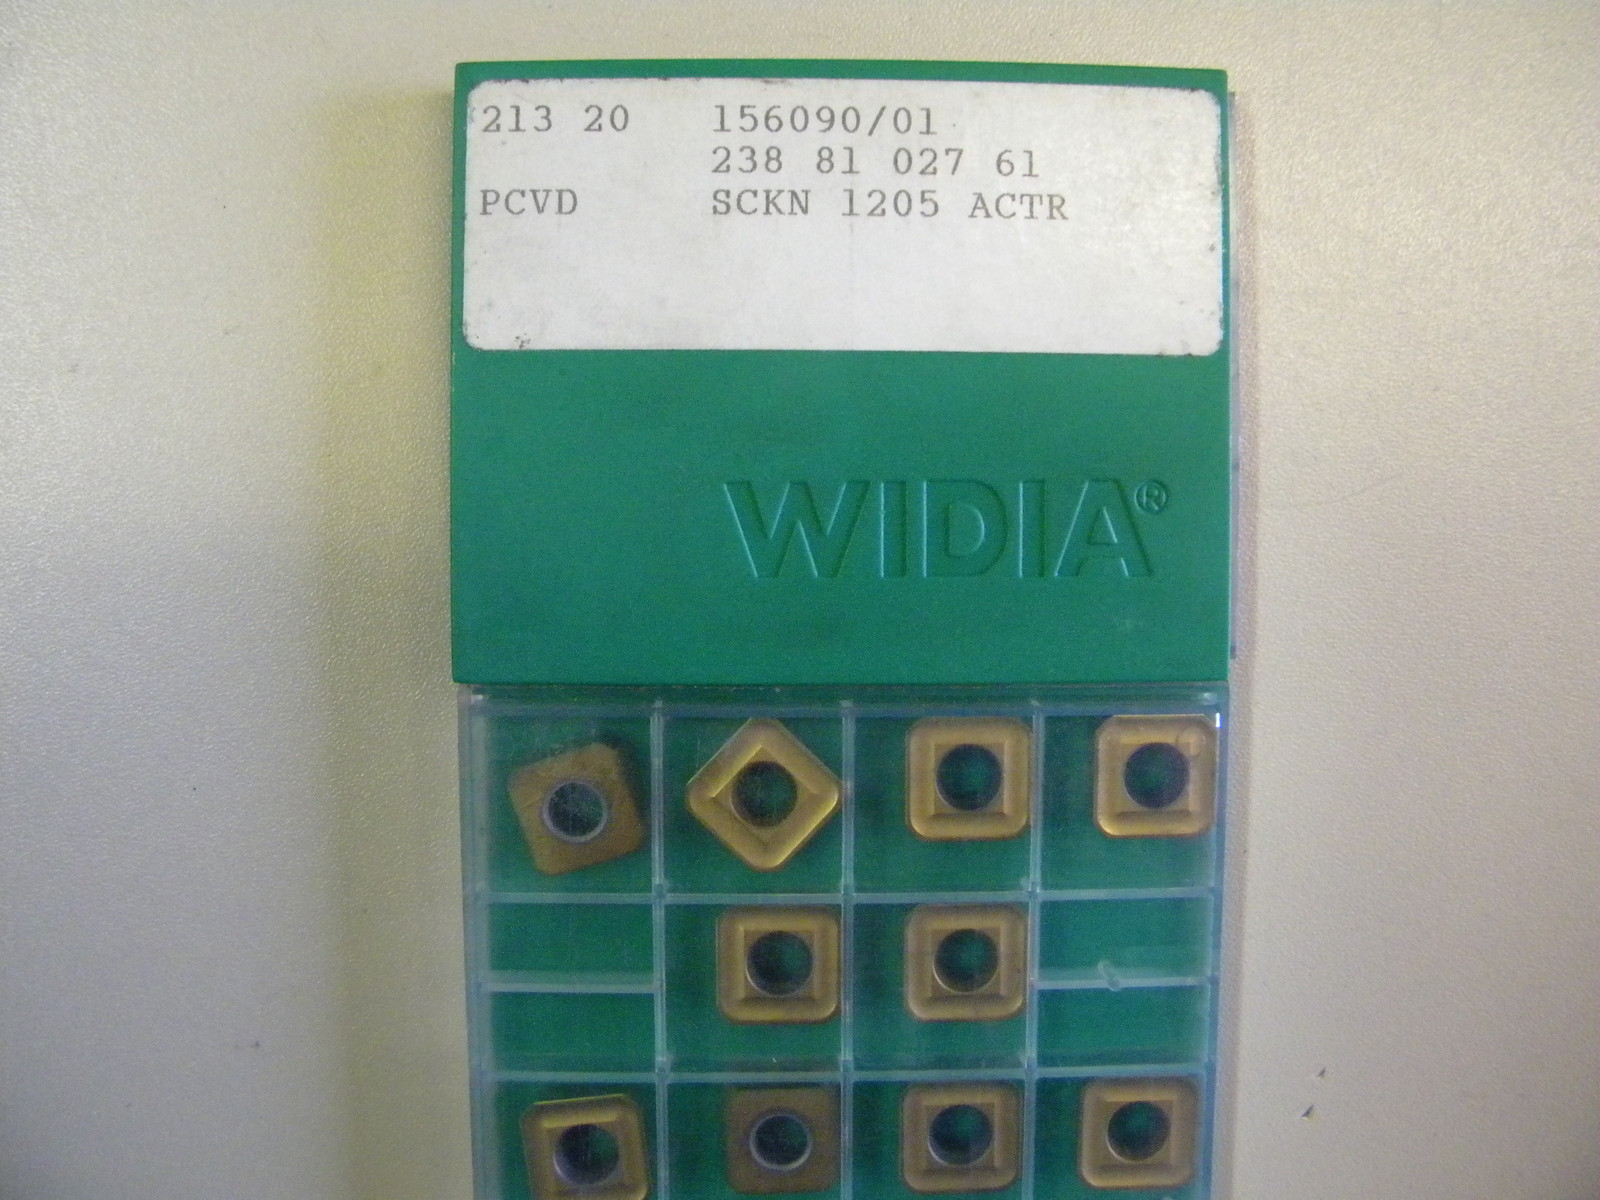 213 20 156090/01
238 81 027 61
PCVD SCKN 1205 ACTR
WIDIA®